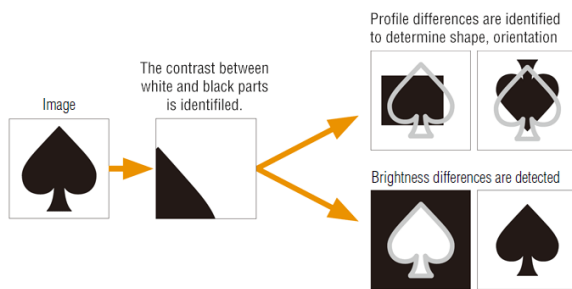 Image
The contrast between
white and black parts
is identifiled.
Profile differences are identified
to determine shape, orientation
Brightness differences are detected